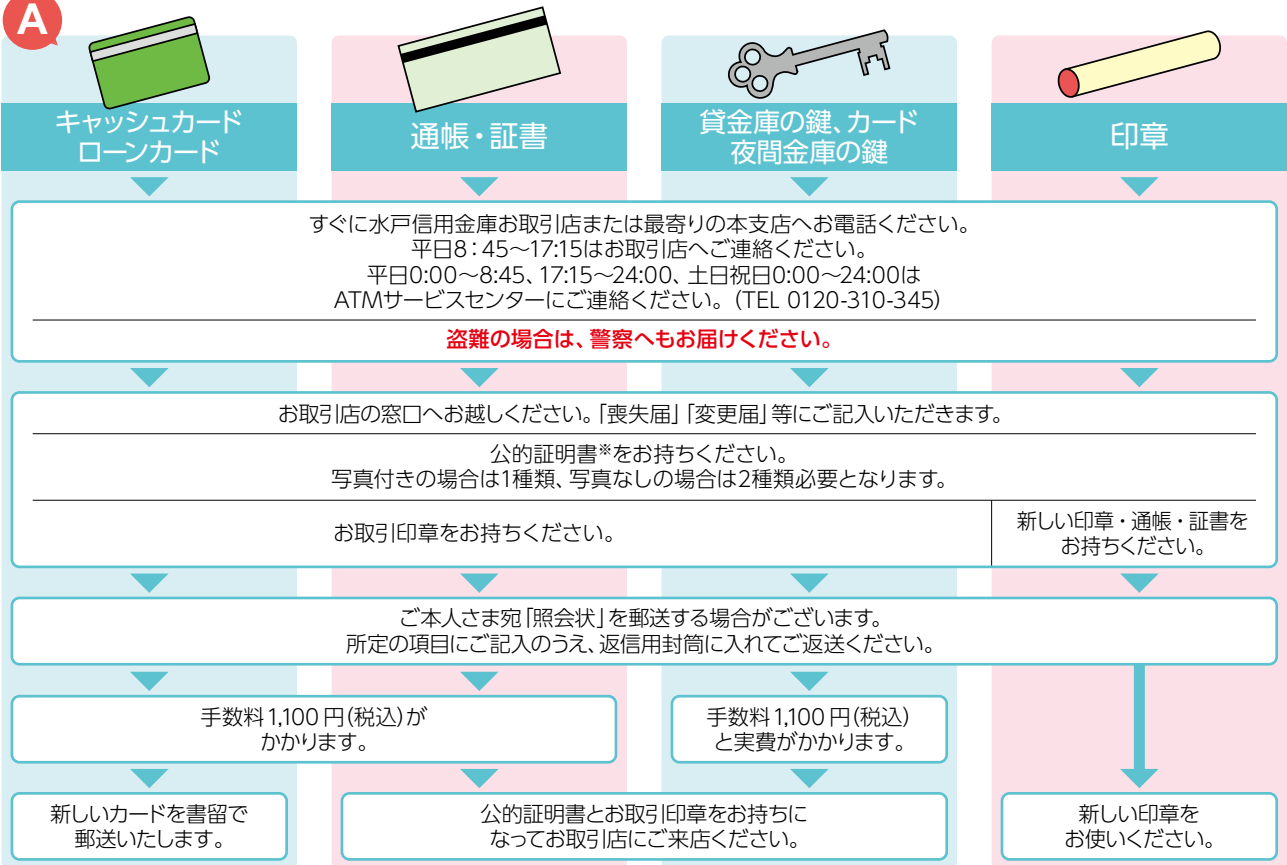 A
キャッシュカード
ローンカード
通帳・証書
貸金庫の鍵、カード
夜間金庫の鍵
印章
すぐに水戸信用金庫お取引店または最寄りの本支店へお電話ください。
平日8：45～17:15はお取引店へご連絡ください。
平日0:00～8:45、17:15～24:00、土日祝日0:00～24:00は
ATMサービスセンターにご連絡ください。（TEL 0120-310-345）
盗難の場合は、警察へもお届けください。
お取引店の窓口へお越しください。「喪失届」「変更届」等にご記入いただきます。
公的証明書※をお持ちください。
写真付きの場合は1種類、写真なしの場合は2種類必要となります。
お取引印章をお持ちください。
新しい印章・通帳・証書を
お持ちください。
ご本人さま宛「照会状」を郵送する場合がございます。
所定の項目にご記入のうえ、返信用封筒に入れてご返送ください。
手数料1,100円(税込)が
かかります。
手数料1,100円(税込)
と実費がかかります。
新しいカードを書留で
郵送いたします。
公的証明書とお取引印章をお持ちに
なってお取引店にご来店ください。
新しい印章を
お使いください。